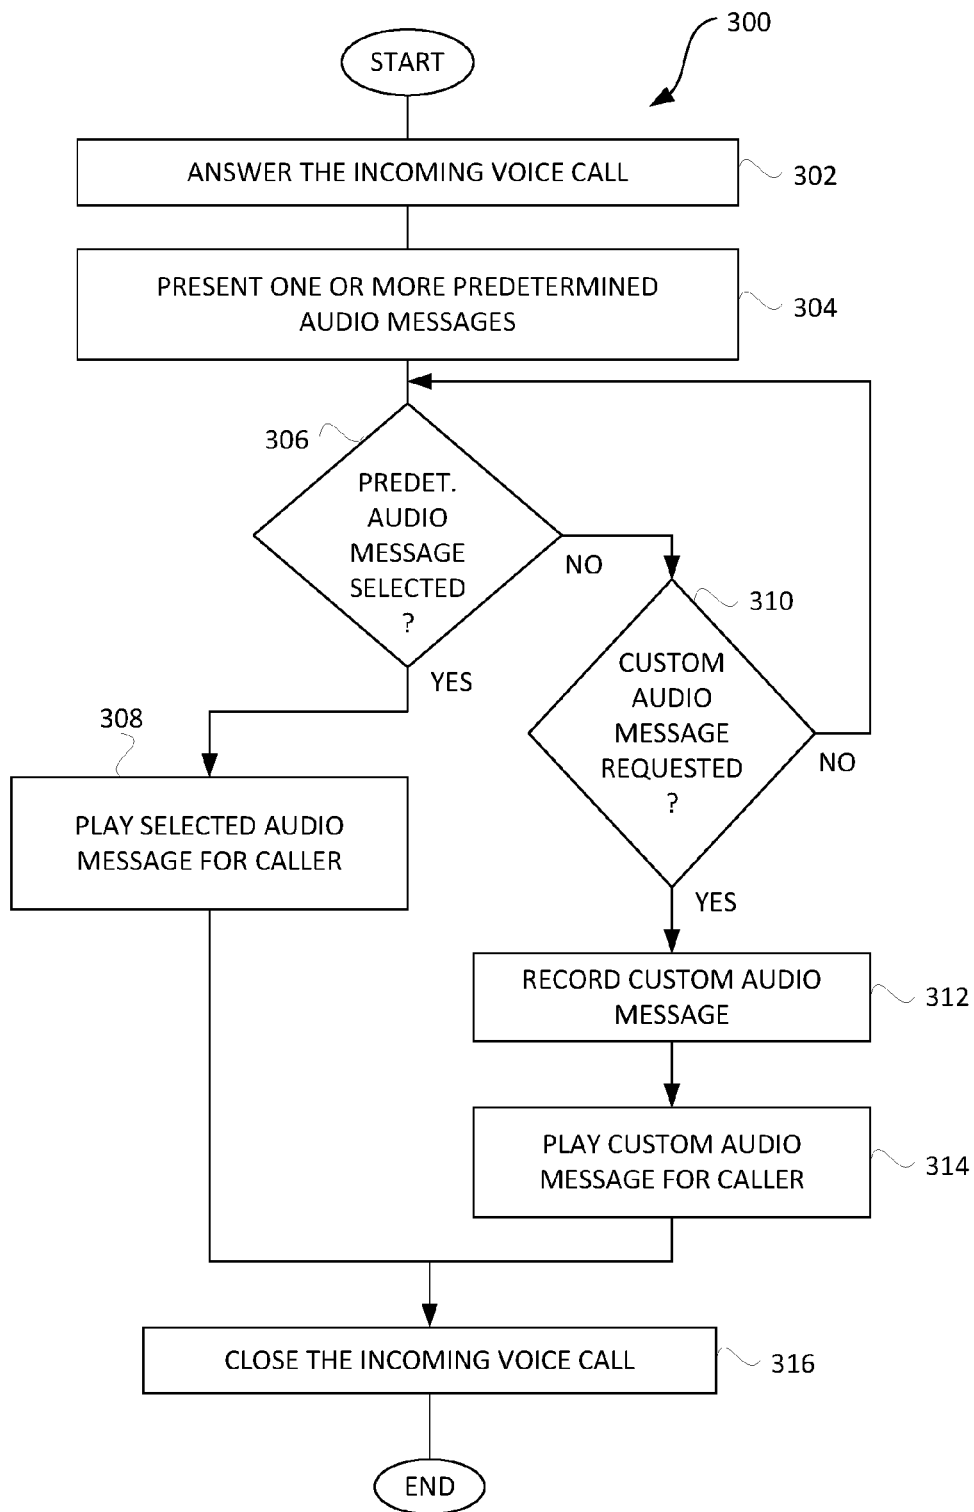 300
START
ANSWER THE INCOMING VOICE CALL
302
PRESENT ONE OR MORE PREDETERMINED
AUDIO MESSAGES
304
306
PREDET.
AUDIO
MESSAGE
SELECTED
?
NO
YES
310
CUSTOM
AUDIO
MESSAGE
REQUESTED
?
NO
YES
308
PLAY SELECTED AUDIO
MESSAGE FOR CALLER
RECORD CUSTOM AUDIO
MESSAGE
312
PLAY CUSTOM AUDIO
MESSAGE FOR CALLER
314
CLOSE THE INCOMING VOICE CALL
316
END